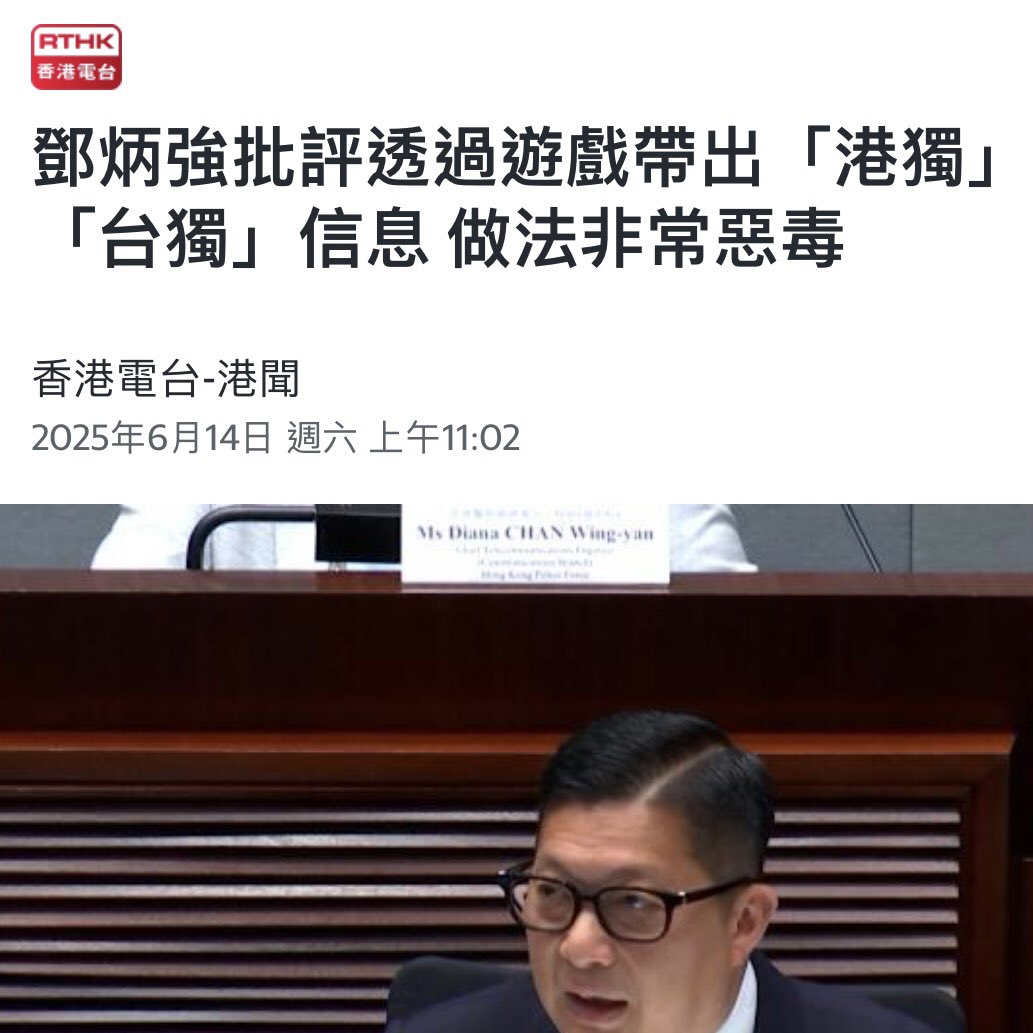 RTHK
香港電台
鄧炳強批評透過遊戲帶出「港獨」
「台獨」信息 做法非常惡毒
香港電台-港聞
2025年6月14日 週六 上午11:02
Ms Diana CHAN Wing-yan
Chief Telecommunications Engineer
(Communications Branch)
Hong Kong Police Force